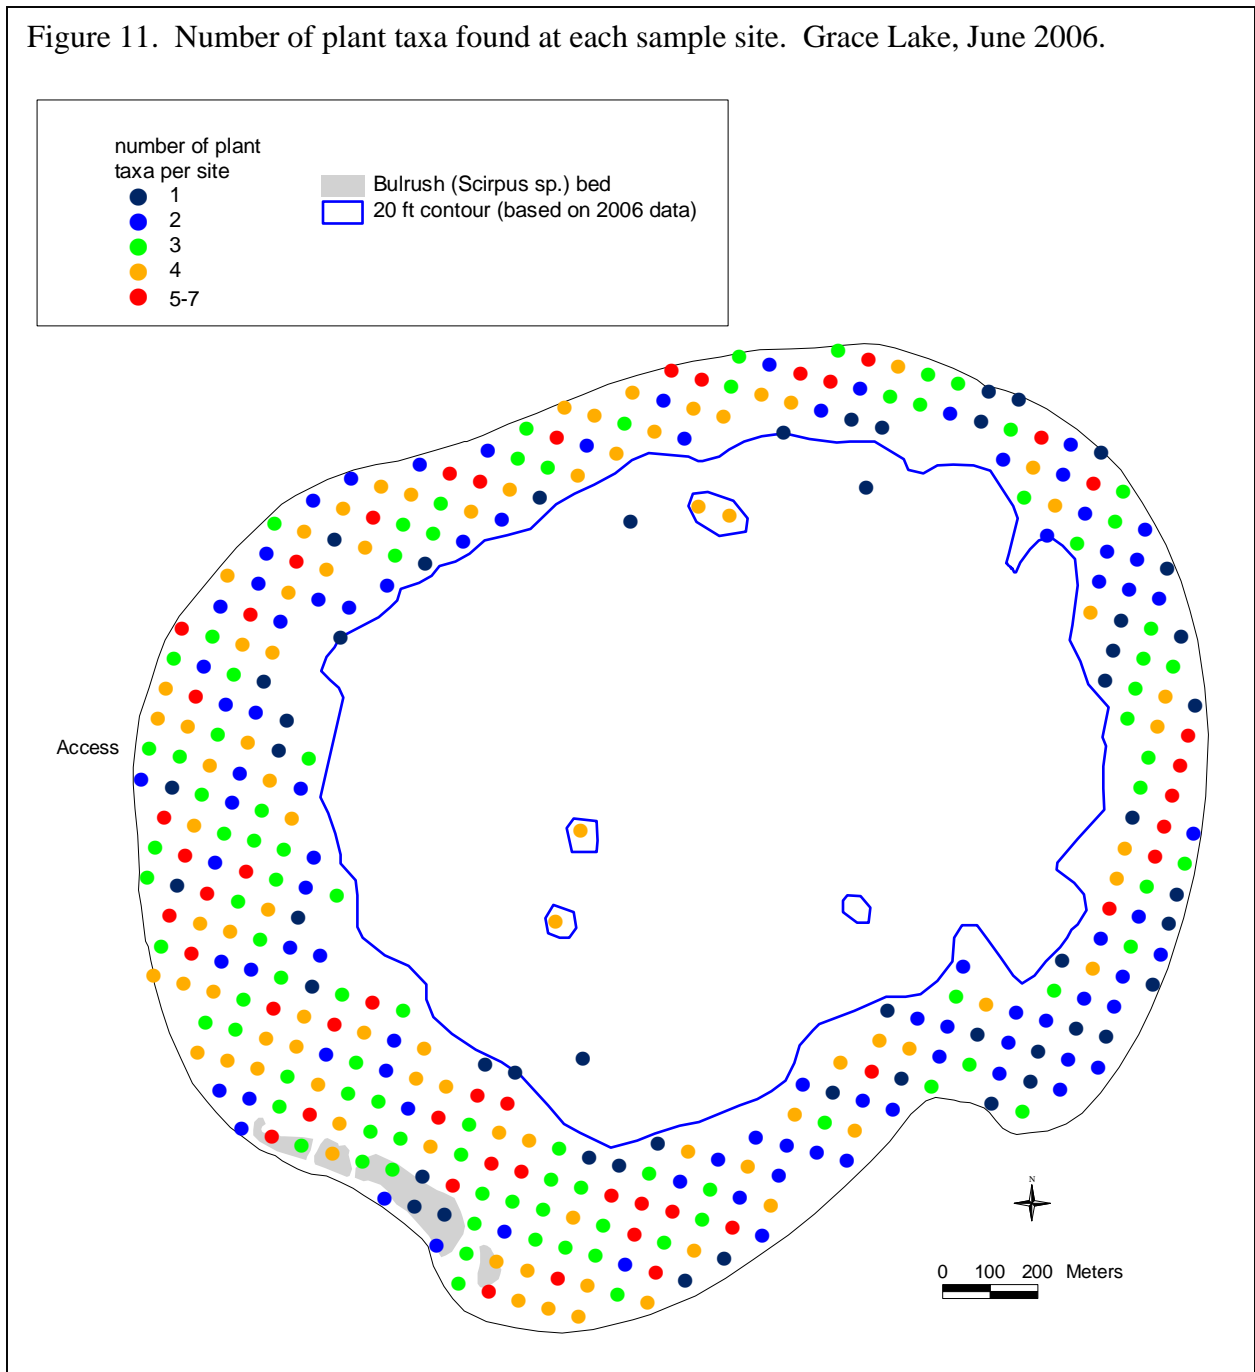 Figure 11. Number of plant taxa found at each sample site. Grace Lake, June 2006.
number of plant
taxa per site
1
2
3
4
5-7
Bulrush (Scirpus sp.) bed
20 ft contour (based on 2006 data)
Access
N
0 100 200 Meters